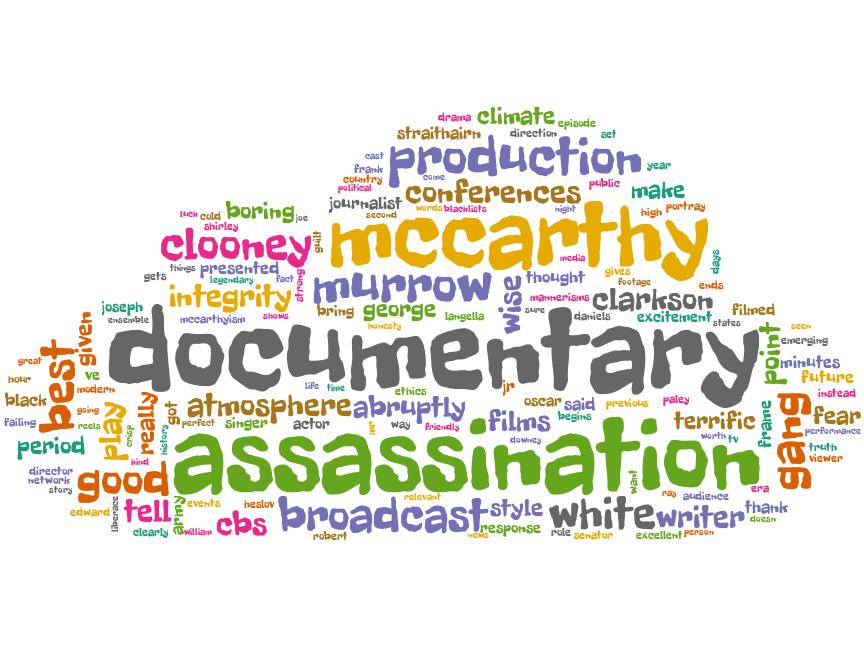 drama climate episode
straithairn direction set
cast production year
frank come
country political conferences public make
journalist words blacklists night high portray
luck cold boring joe second
shirley
clooney guilt mccarthy media days
gets things presented fact strong
legendary murrow wise thought gives footage ends
integrity mannerisms clarkson
joseph ensemble mccarthyism shows bring george langella sure daniels excitement states filmed
honesty
given documentary point seen emerging
great best ve life time ethics jr minutes
hour modern future
black play going really got atmosphere abruptly oscar said previous paley terrific frame gang instead fear
failing reels crisp perfect singer actor way friendly films begins worth tv performance
period history assassination downey truth viewer
director network story good kind want
edward liberace tell army events heslov relevant ray audience era
clearly william cbs broadcast style white writer thank doesn
robert news response role senator excellent person